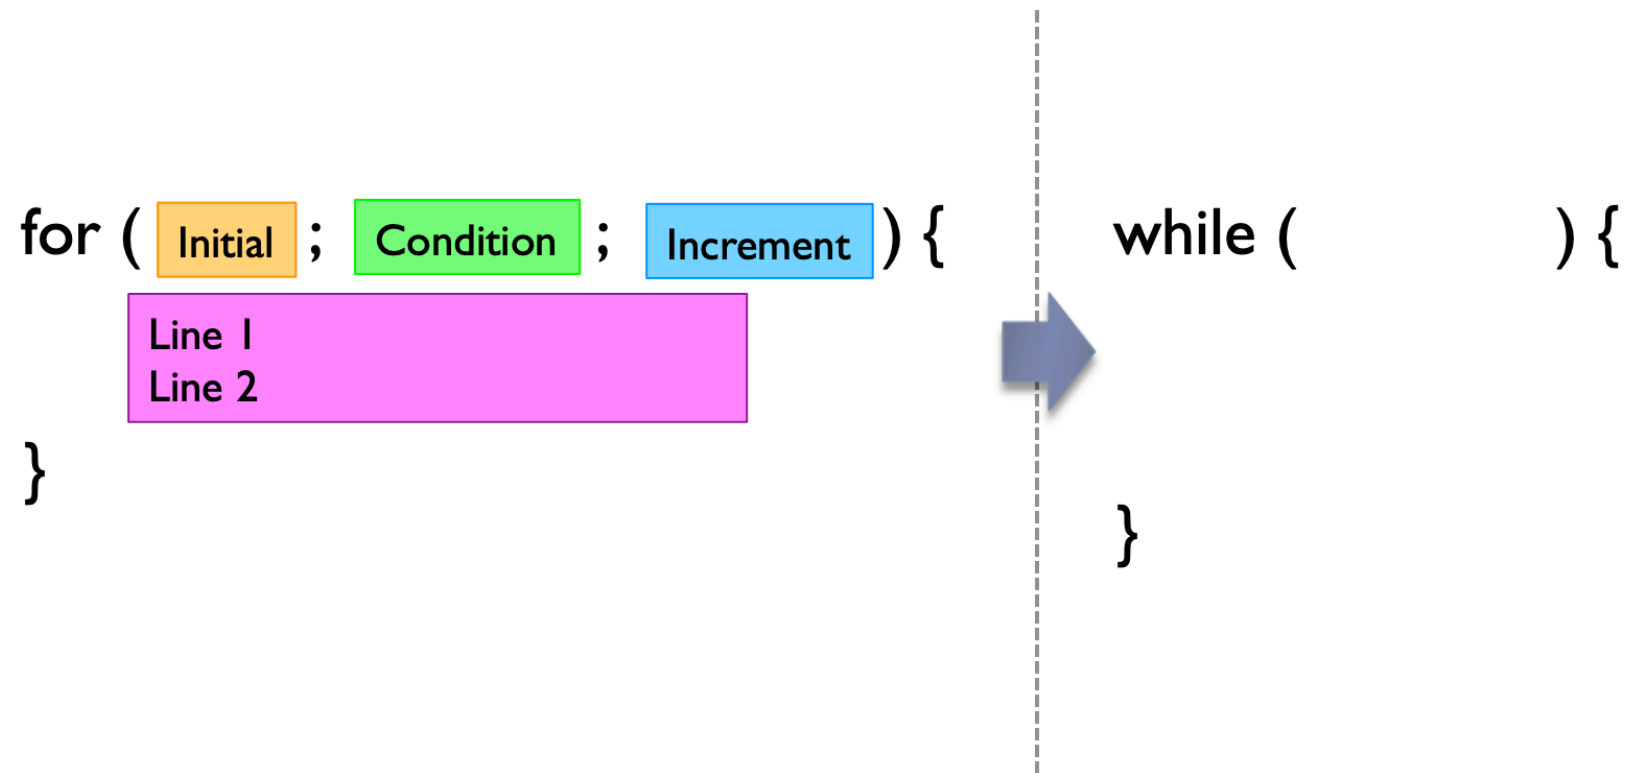 for ( Initial ; Condition ; Increment ) {
Line 1
Line 2
}
while ( ) {
}